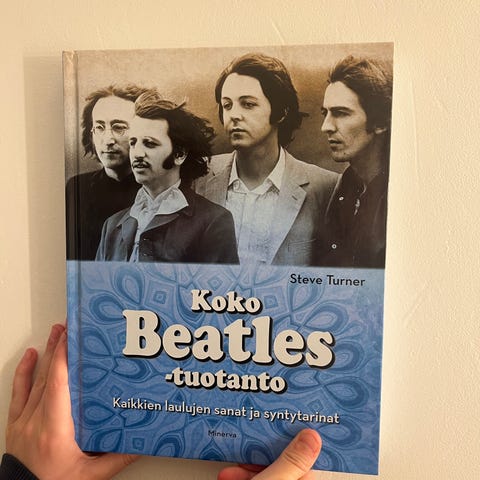 Steve Turner
Koko
Beatles
-tuotanto
Kaikkien laulujen sanat ja syntytarinat
Minerva